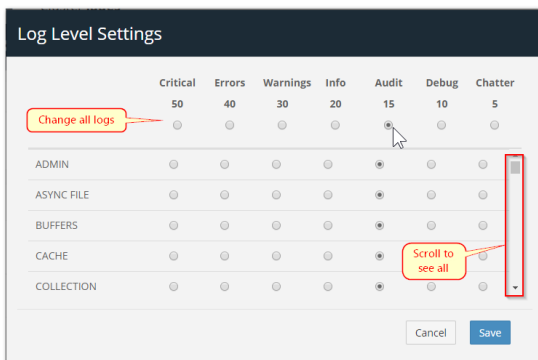 Log Level Settings
Critical Errors Warnings Info Audit Debug Chatter
50 40 30 20 15 10 5
Change all logs
ADMIN
ASYNC FILE
BUFFERS
CACHE
Scroll to
see all
COLLECTION
Cancel Save